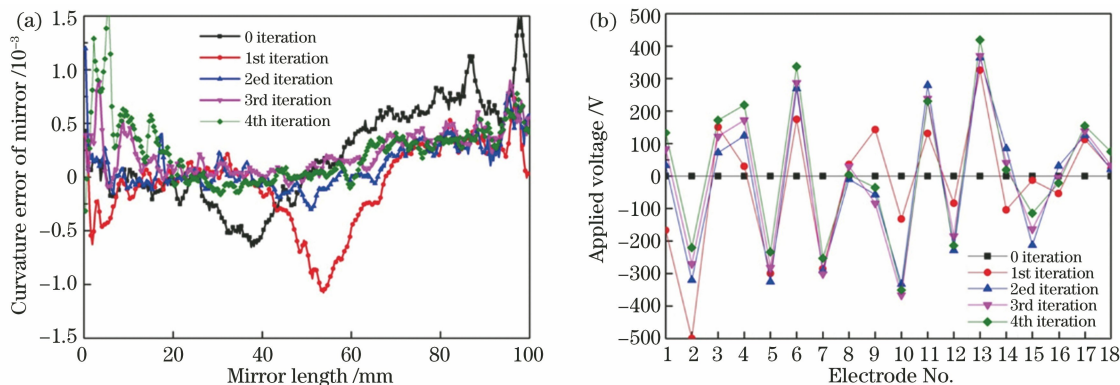 (a)
Curvature error of mirror /10⁻³
1.5
1.0
0.5
0
−0.5
−1.0
−1.5
0 iteration
1st iteration
2ed iteration
3rd iteration
4th iteration
0 20 40 60 80 100
Mirror length /mm
(b)
Applied voltage /V
500
400
300
200
100
0
−100
−200
−300
−400
−500
0 iteration
1st iteration
2ed iteration
3rd iteration
4th iteration
1 2 3 4 5 6 7 8 9 10 11 12 13 14 15 16 17 18
Electrode No.